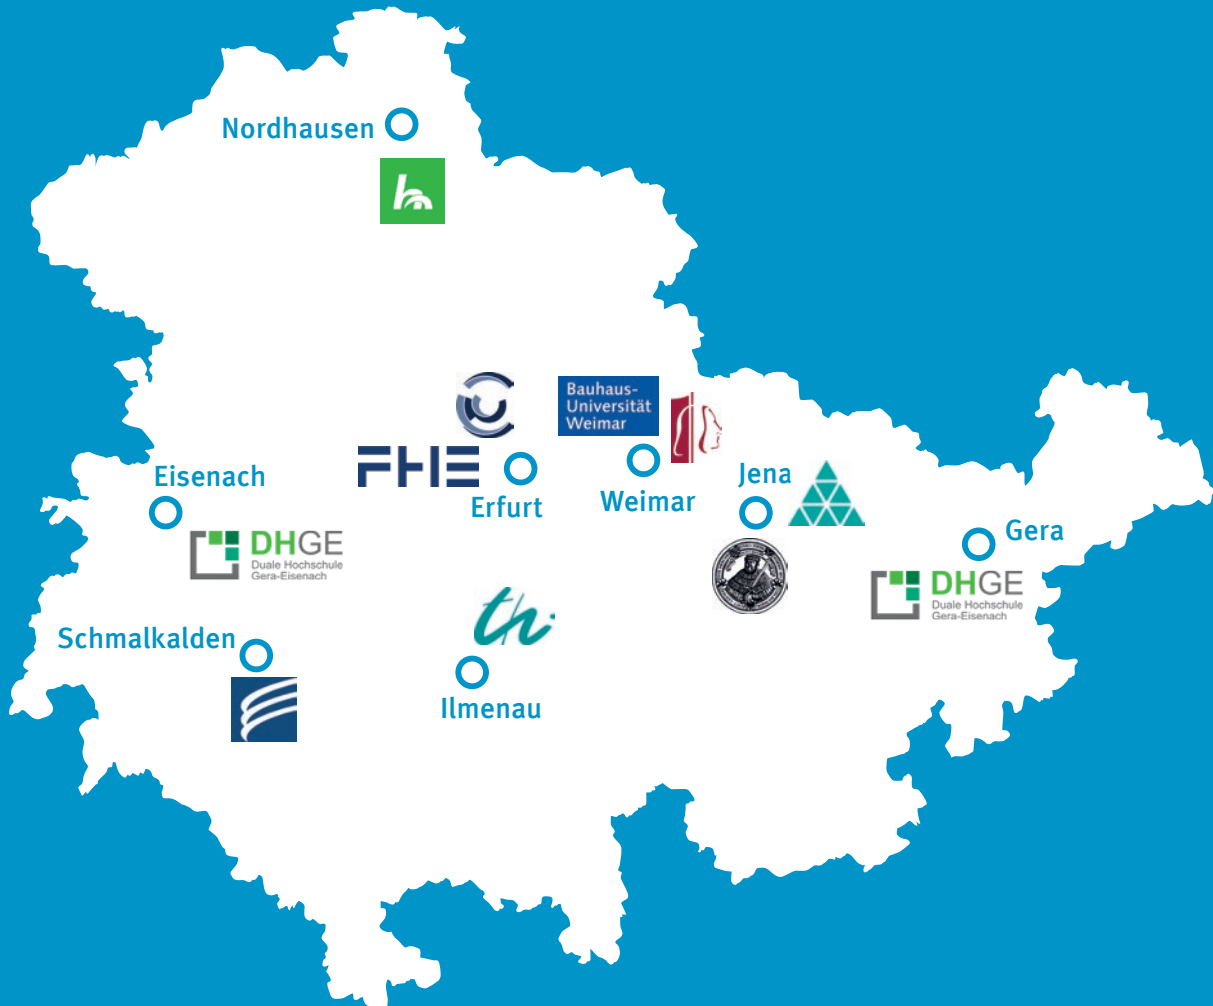 Nordhausen
Bauhaus-
Universität
Weimar
FHE
Erfurt
Weimar
Jena
Eisenach
DHGE
Duale Hochschule
Gera-Eisenach
Gera
DHGE
Duale Hochschule
Gera-Eisenach
th
Schmalkalden
Ilmenau